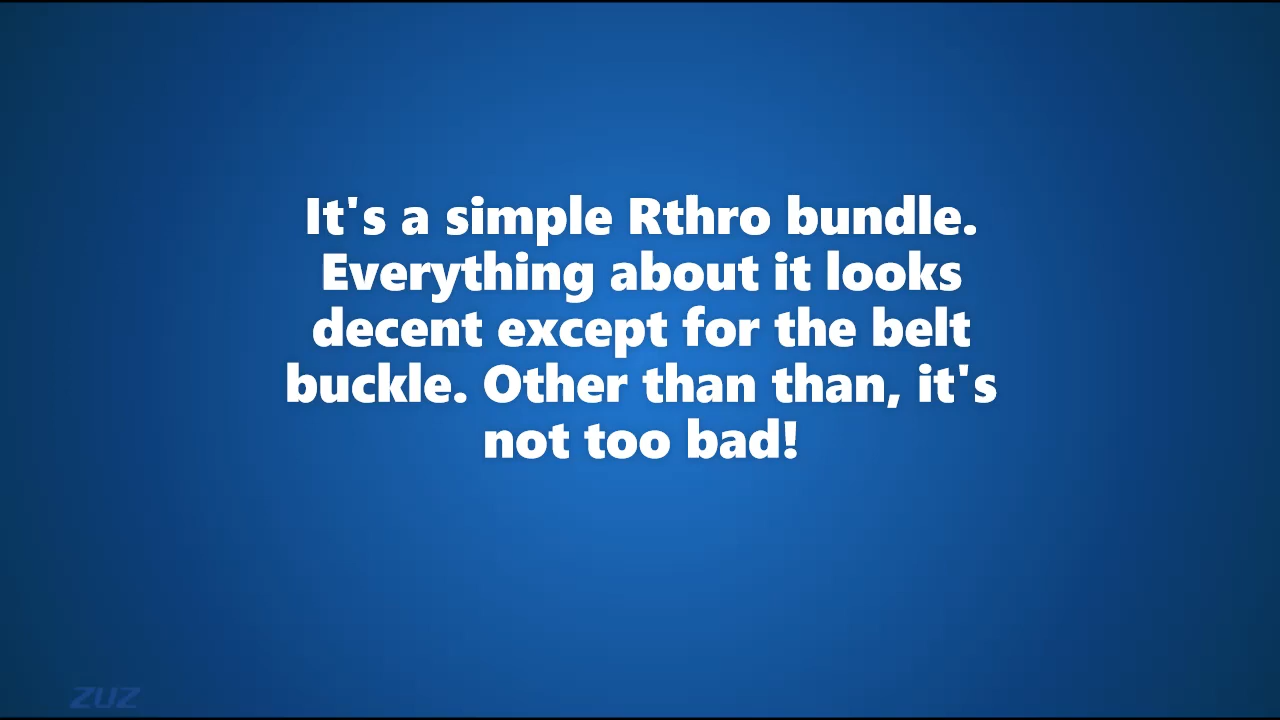 It's a simple Rthro bundle.
Everything about it looks
decent except for the belt
buckle. Other than than, it's
not too bad!
ZUZ